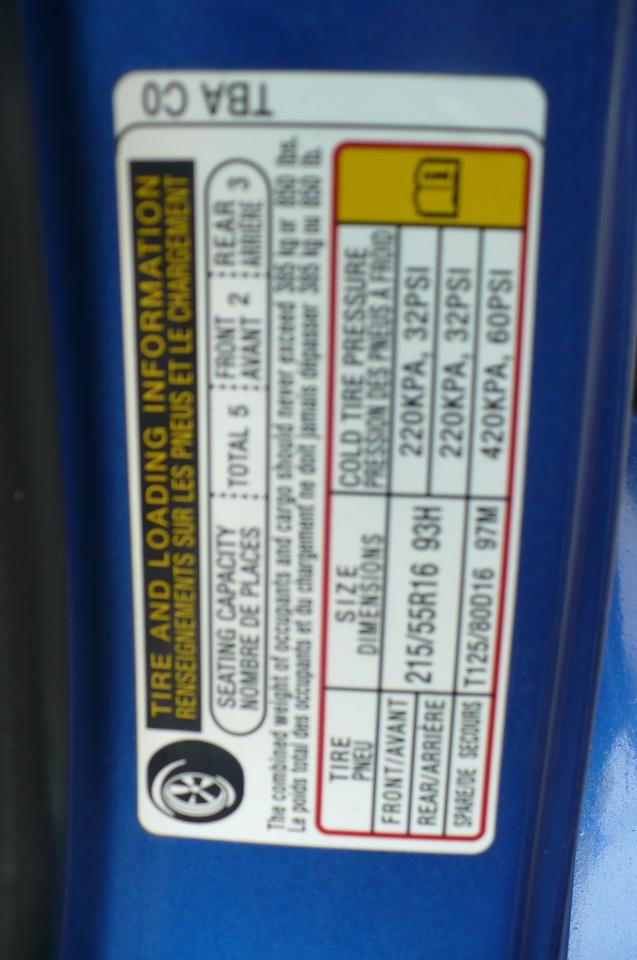 TIRE AND LOADING INFORMATION
RENSEIGNEMENTS SUR LES PNEUS ET LE CHARGEMENT
SEATING CAPACITY TOTAL 5 FRONT 2 REAR 3
NOMBRE DE PLACES AVANT ARRIÈRE
The combined weight of occupants and cargo should never exceed 385 kg or 850 lbs.
Le poids total des occupants et du chargement ne doit jamais dépasser 385 kg ou 850 lb.
TIRE SIZE COLD TIRE PRESSURE
PNEU DIMENSIONS PRESSION DES PNEUS À FROID
FRONT/AVANT 215/55R16 93H 220KPA, 32PSI
REAR/ARRIÈRE 220KPA, 32PSI
SPARE/DE SECOURS T125/80D16 97M 420KPA, 60PSI
TBA C0